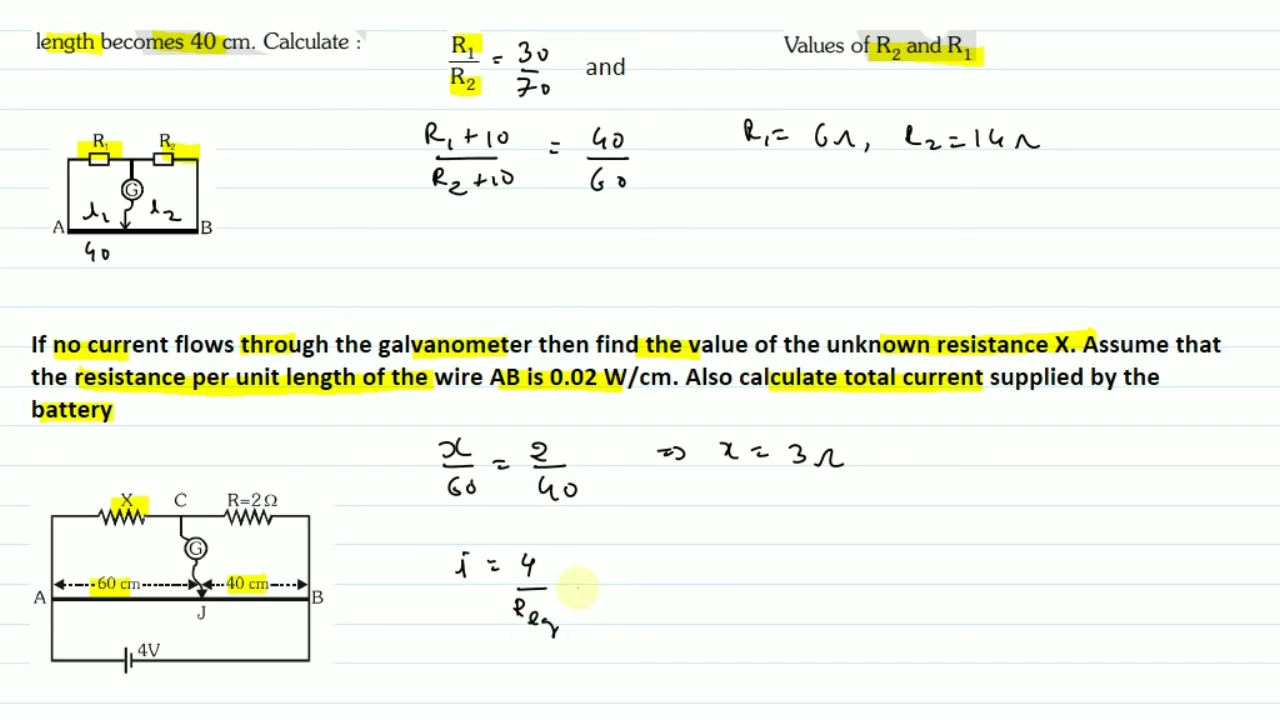 length becomes 40 cm. Calculate :
R₁/R₂ = 30/70 and
Values of R₂ and R₁
R₁+10/R₂+10 = 40/60
R₁= 6Ω, R₂=14Ω
R₁ R₂
G
l₁ l₂
A B
40
If no current flows through the galvanometer then find the value of the unknown resistance X. Assume that
the resistance per unit length of the wire AB is 0.02 W/cm. Also calculate total current supplied by the
battery
x/60 = 2/40 ⇒ x = 3Ω
X C R=2Ω
G
60 cm 40 cm
A B
J
4V
i = 4/Req